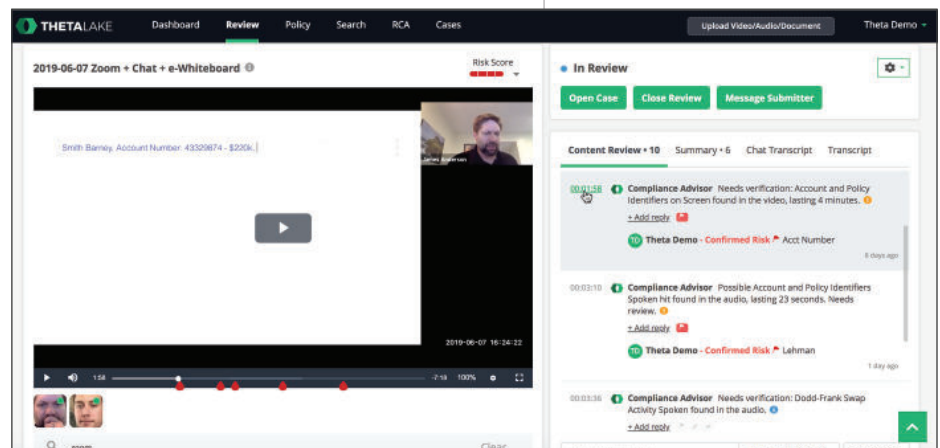 THETALAKE Dashboard Review Policy Search RCA Cases Upload Video/Audio/Document Theta Demo
2019-06-07 Zoom + Chat + e-Whiteboard
Risk Score
Smith Barney, Account Number: 43329874 - $220k,
James Anderson
2019-06-07 16:24:22
1:58 -7:18 100%
room Clear
In Review
Open Case Close Review Message Submitter
Content Review • 10 Summary • 6 Chat Transcript Transcript
00:01:58 Compliance Advisor Needs verification: Account and Policy
Identifiers on Screen found in the video, lasting 4 minutes.
+ Add reply
TD Theta Demo - Confirmed Risk Acct Number
8 days ago
00:03:10 Compliance Advisor Possible Account and Policy Identifiers
Spoken hit found in the audio, lasting 23 seconds. Needs
review.
+ Add reply
TD Theta Demo - Confirmed Risk Lehman
1 day ago
00:03:36 Compliance Advisor Needs verification: Dodd-Frank Swap
Activity Spoken found in the audio.
+ Add reply